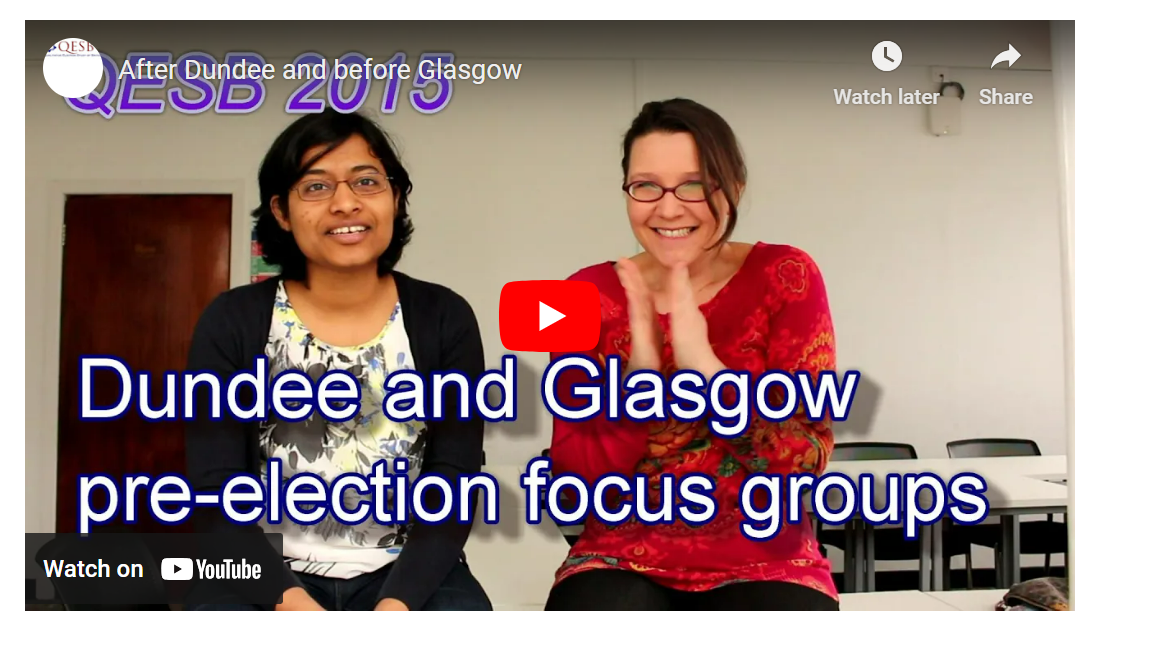 QESB
After Dundee and before Glasgow
QESB 2015
Watch later
Share
Dundee and Glasgow
pre-election focus groups
Watch on YouTube